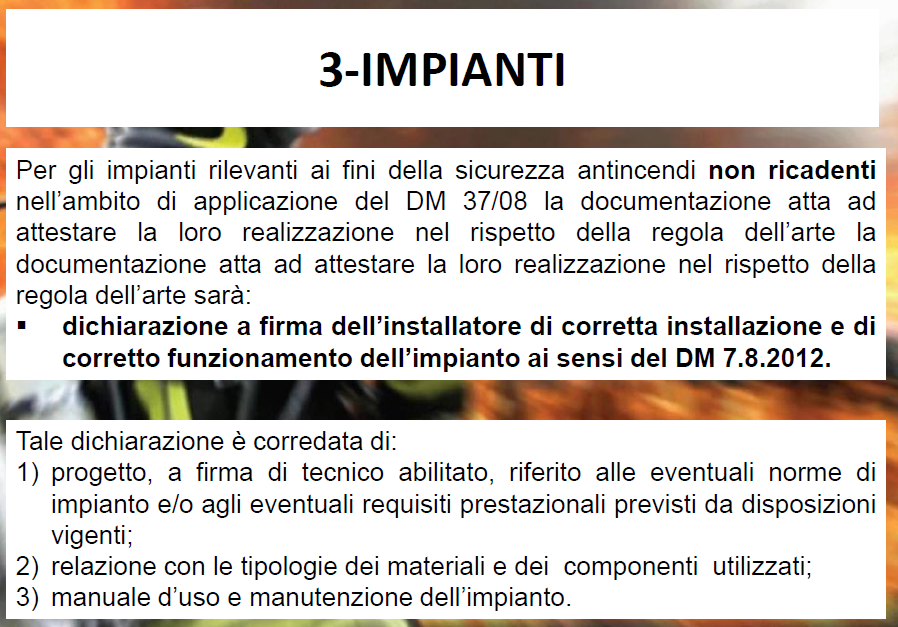 3-IMPIANTI
Per gli impianti rilevanti ai fini della sicurezza antincendi non ricadenti
nell’ambito di applicazione del DM 37/08 la documentazione atta ad
attestare la loro realizzazione nel rispetto della regola dell’arte la
documentazione atta ad attestare la loro realizzazione nel rispetto della
regola dell’arte sarà:
▪ dichiarazione a firma dell’installatore di corretta installazione e di
corretto funzionamento dell’impianto ai sensi del DM 7.8.2012.
Tale dichiarazione è corredata di:
1) progetto, a firma di tecnico abilitato, riferito alle eventuali norme di
impianto e/o agli eventuali requisiti prestazionali previsti da disposizioni
vigenti;
2) relazione con le tipologie dei materiali e dei componenti utilizzati;
3) manuale d’uso e manutenzione dell’impianto.